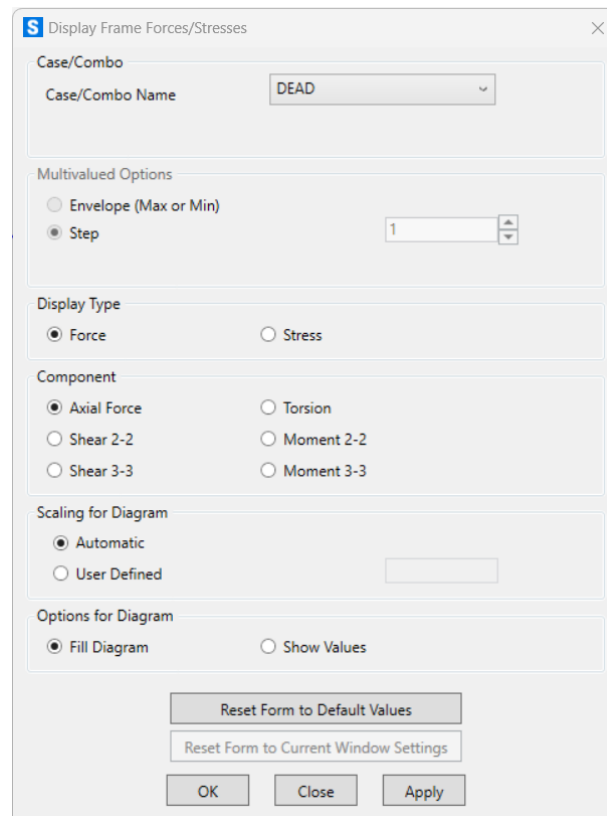 S Display Frame Forces/Stresses
Case/Combo
Case/Combo Name DEAD
Multivalued Options
Envelope (Max or Min)
Step 1
Display Type
Force Stress
Component
Axial Force Torsion
Shear 2-2 Moment 2-2
Shear 3-3 Moment 3-3
Scaling for Diagram
Automatic
User Defined
Options for Diagram
Fill Diagram Show Values
Reset Form to Default Values
Reset Form to Current Window Settings
OK Close Apply